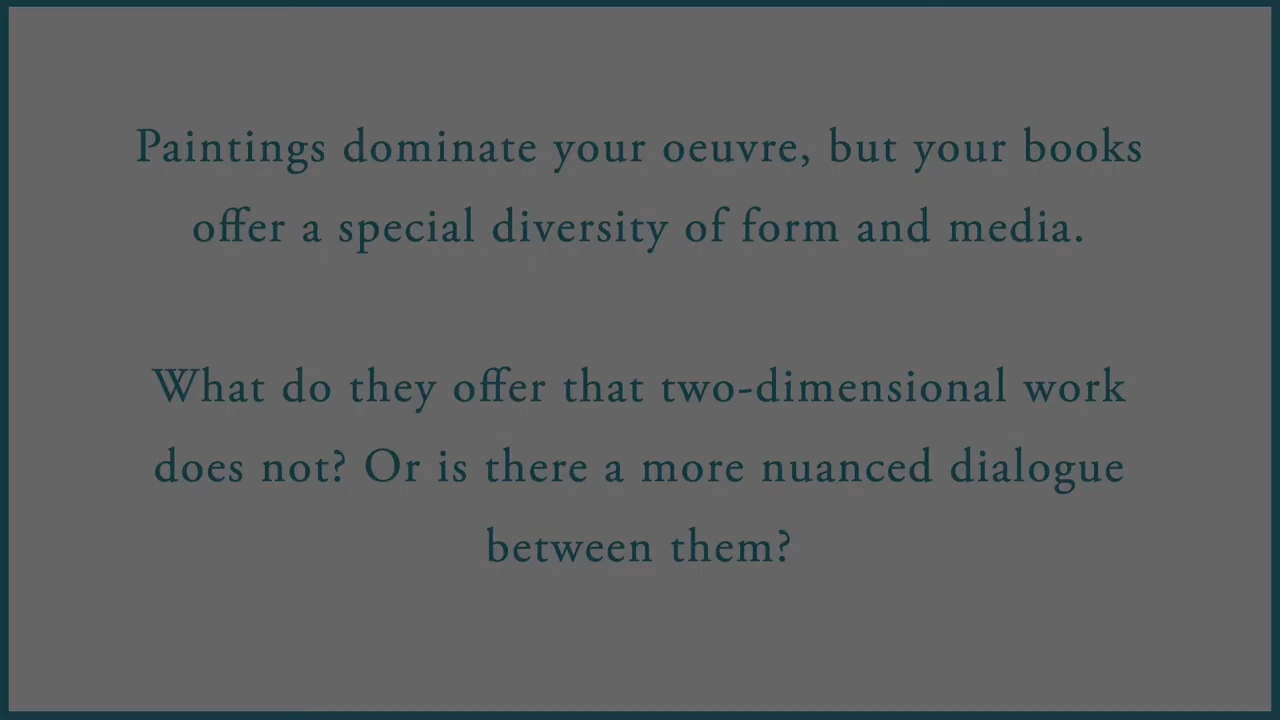 Paintings dominate your oeuvre, but your books
offer a special diversity of form and media.
What do they offer that two-dimensional work
does not? Or is there a more nuanced dialogue
between them?